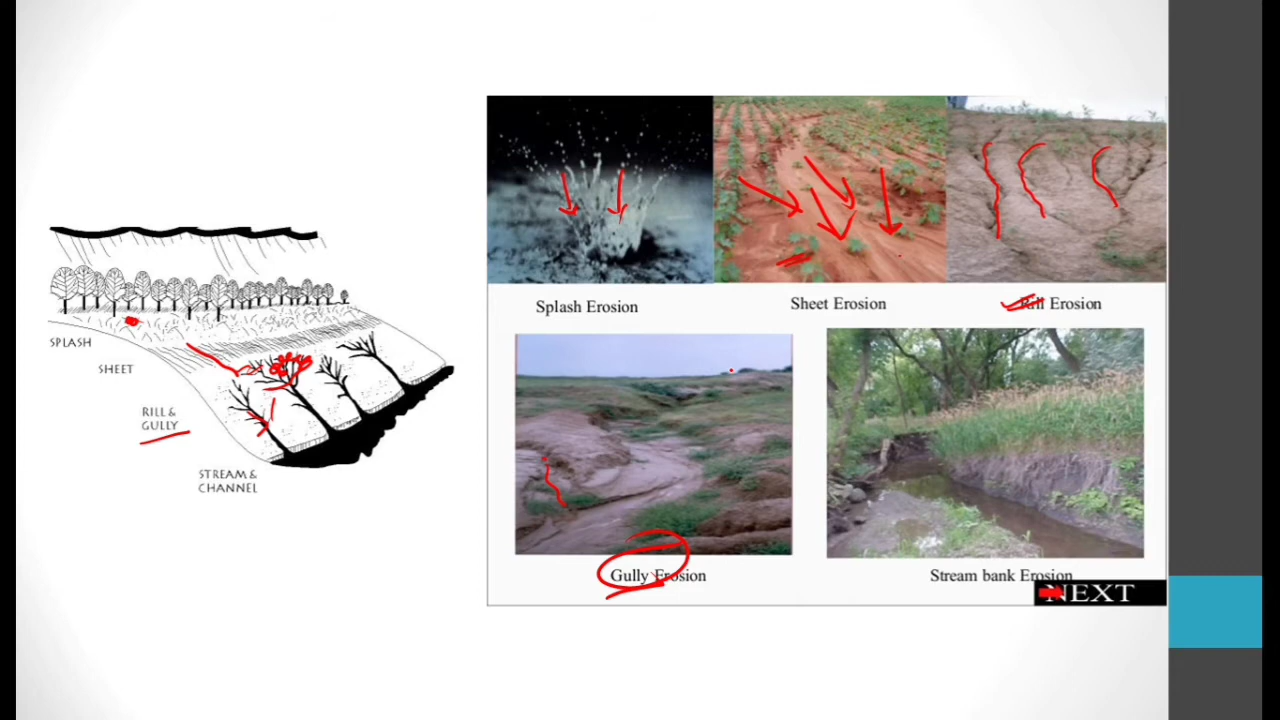 SPLASH
SHEET
RILL &
GULLY
STREAM &
CHANNEL
Splash Erosion
Sheet Erosion
Rill Erosion
Gully Erosion
Stream bank Erosion
NEXT